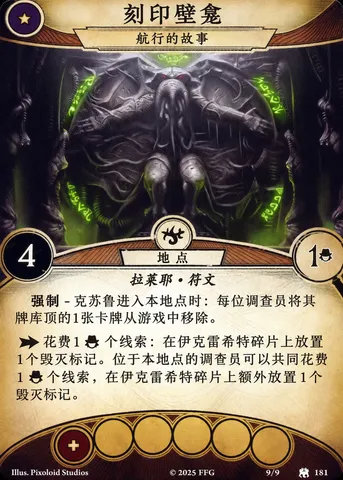 刻印壁龛
航行的故事
4
地点
1
拉莱耶·符文
强制 - 克苏鲁进入本地点时：每位调查员将其
牌库顶的1张卡牌从游戏中移除。
花费1 个线索：在伊克雷希特碎片上放置
1个毁灭标记。位于本地点的调查员可以共同花费
1 个线索，在伊克雷希特碎片上额外放置1个
毁灭标记。
Illus. Pixoloid Studios
© 2025 FFG
9/9
181